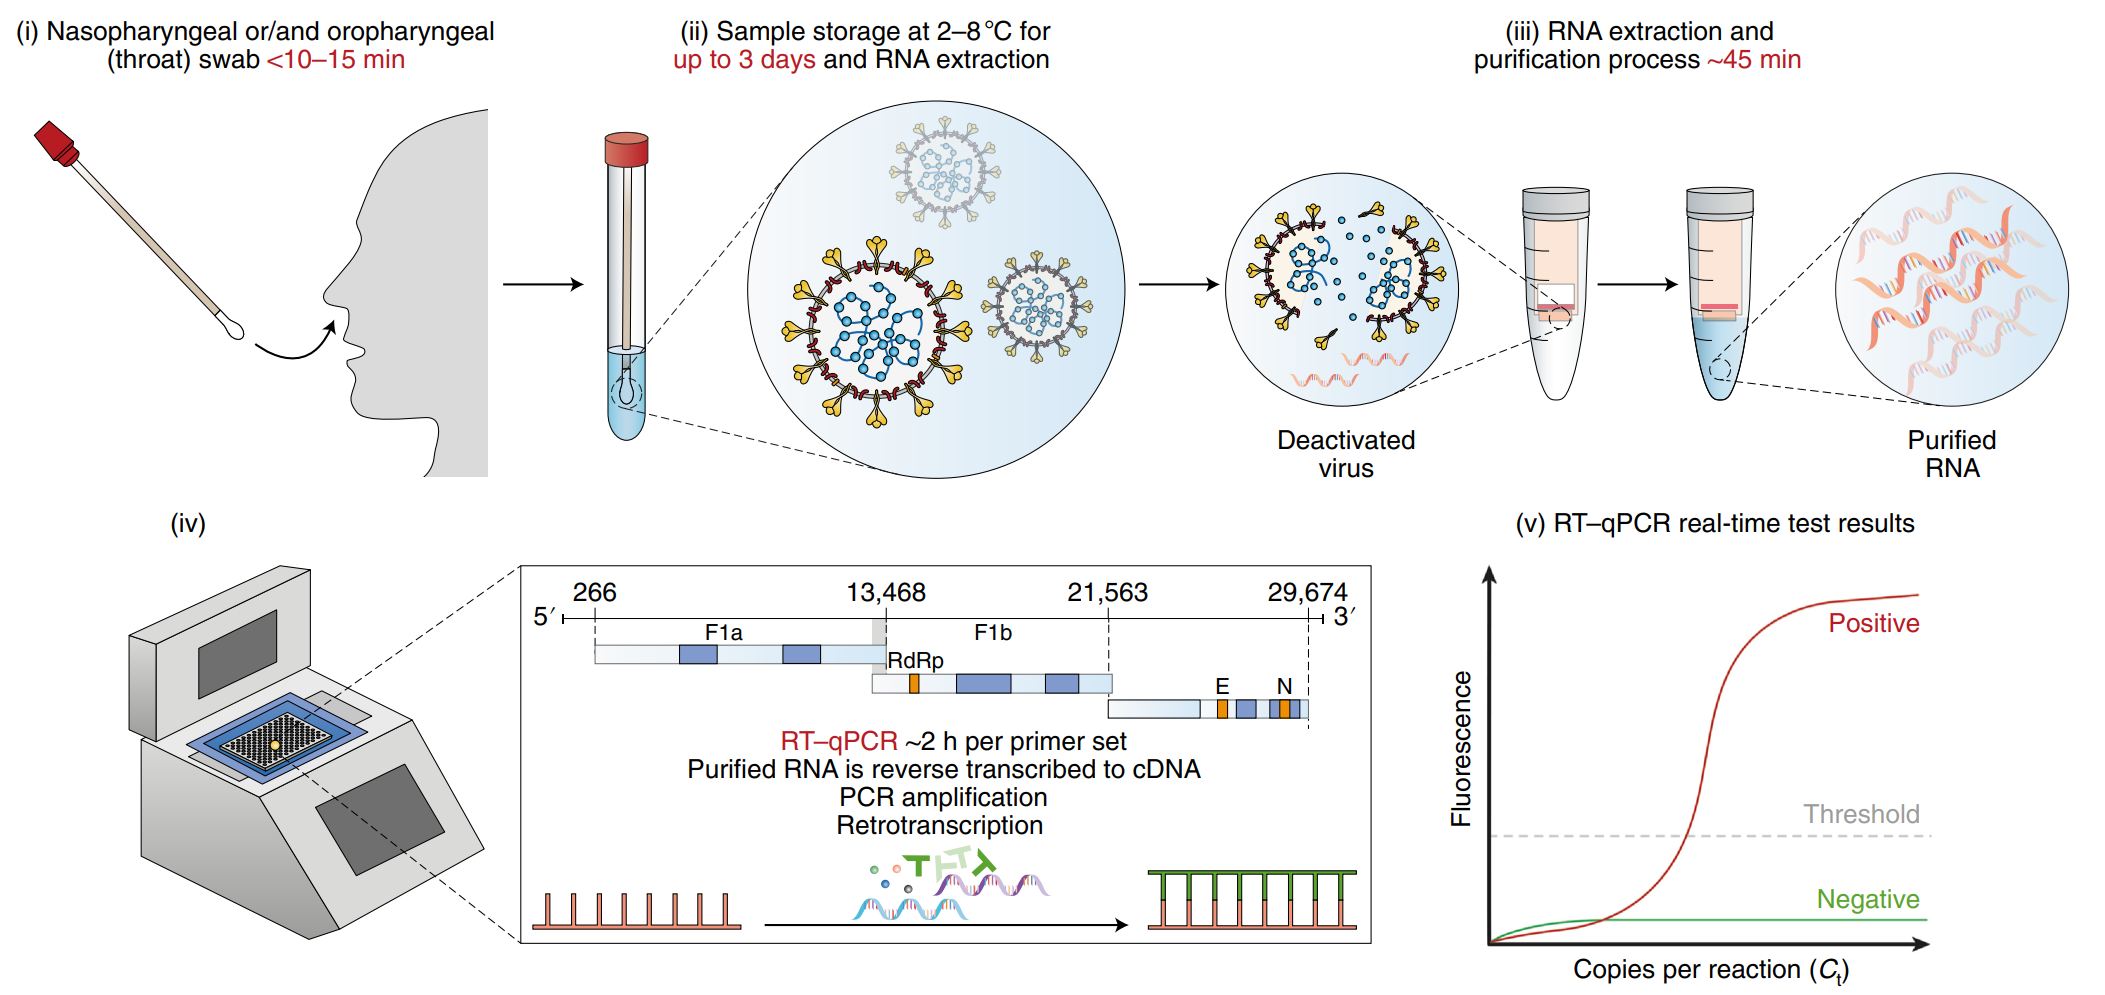 (i) Nasopharyngeal or/and oropharyngeal
(throat) swab <10–15 min
(ii) Sample storage at 2–8 °C for
up to 3 days and RNA extraction
(iii) RNA extraction and
purification process ~45 min
Deactivated
virus
Purified
RNA
(iv)
266
13,468
21,563
29,674
5′
3′
F1a
F1b
RdRp
E
N
RT–qPCR ~2 h per primer set
Purified RNA is reverse transcribed to cDNA
PCR amplification
Retrotranscription
(v) RT–qPCR real-time test results
Fluorescence
Positive
Threshold
Negative
Copies per reaction (Ct)